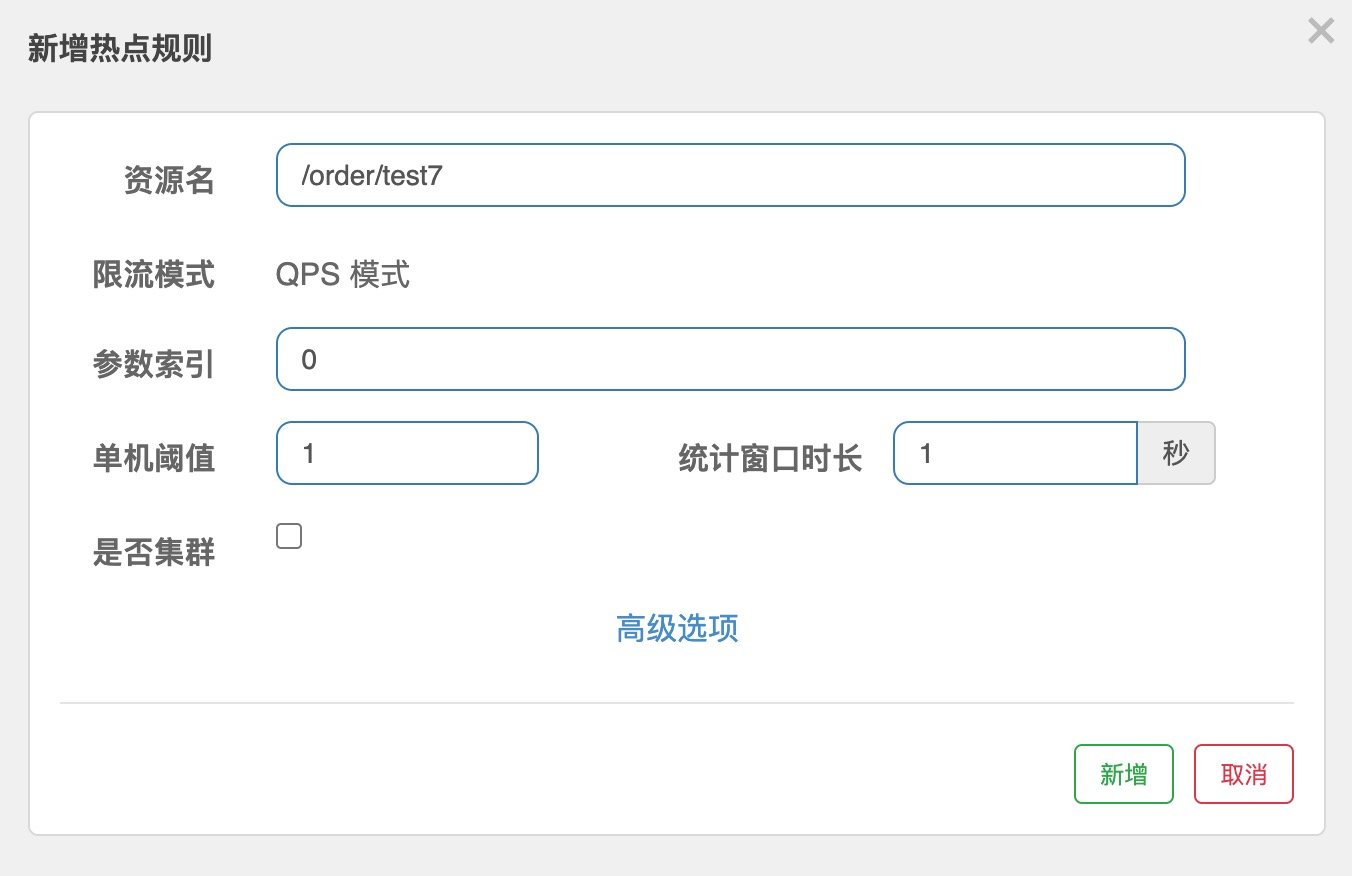 新增热点规则
×
资源名 /order/test7
限流模式 QPS 模式
参数索引 0
单机阈值 1 统计窗口时长 1 秒
是否集群
高级选项
新增 取消